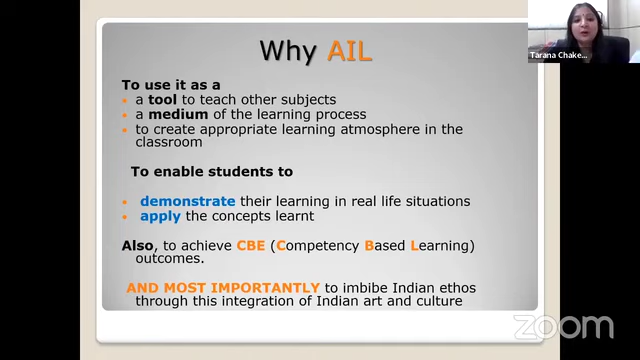 Why AIL
Tarana Chake...
To use it as a
a tool to teach other subjects
a medium of the learning process
to create appropriate learning atmosphere in the
classroom
To enable students to
demonstrate their learning in real life situations
apply the concepts learnt
Also, to achieve CBE (Competency Based Learning)
outcomes.
AND MOST IMPORTANTLY to imbibe Indian ethos
through this integration of Indian art and culture
zoom